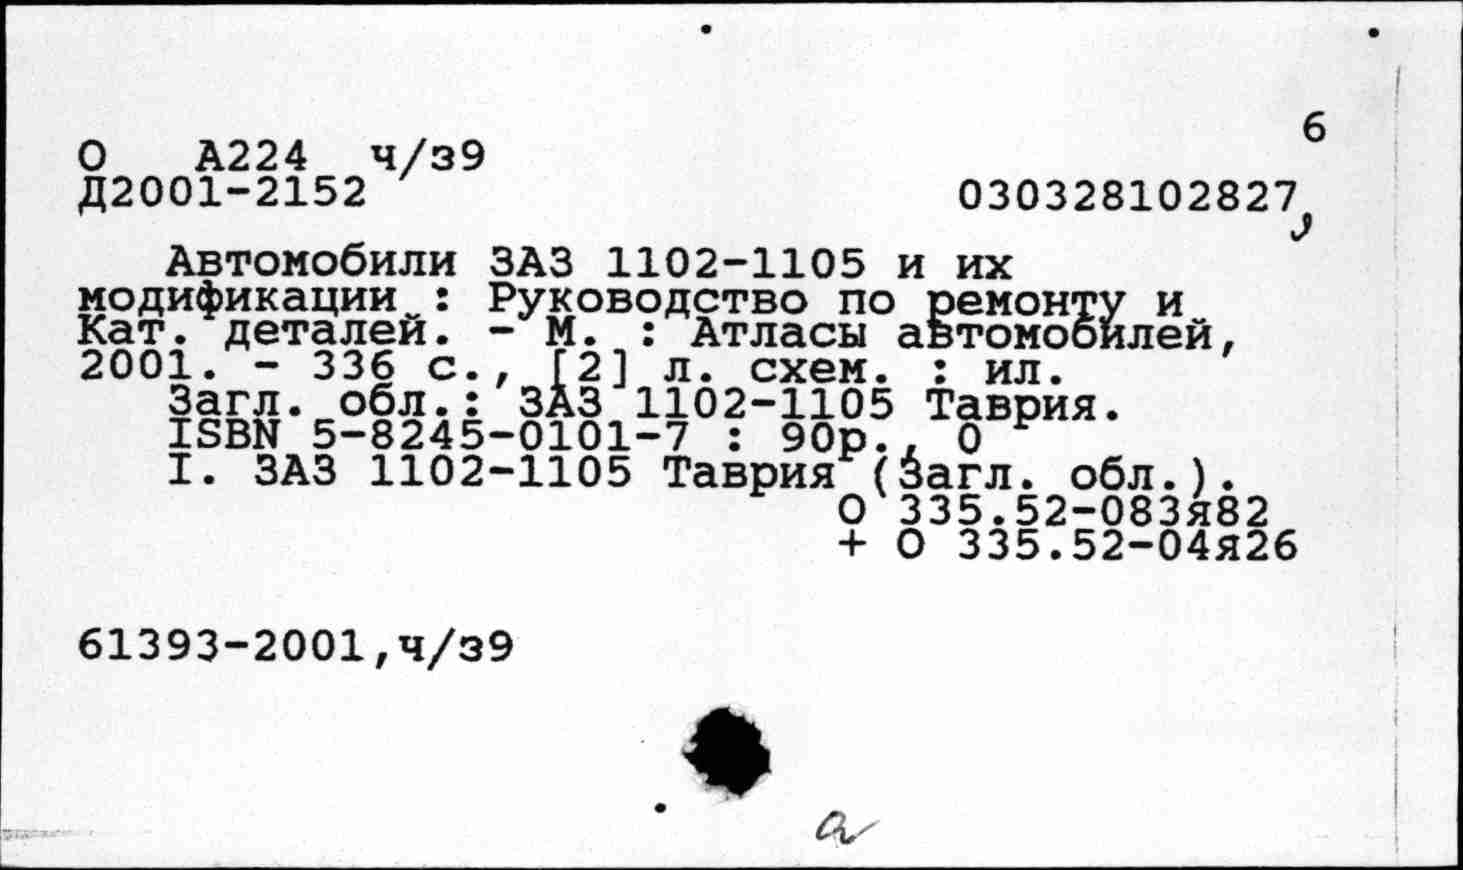 6
О А224 ч/з9
Д2001-2152 030328102827
Автомобили ЗАЗ 1102-1105 и их
модификации : Руководство по ремонту и
Кат. деталей. - М. : Атласы автомобилей,
2001. - 336 с., [2] л. схем. : ил.
Загл. обл.: ЗАЗ 1102-1105 Таврия.
ISBN 5-8245-0101-7 : 90р., 0
I. ЗАЗ 1102-1105 Таврия (Загл. обл.).
О 335.52-083я82
+ О 335.52-04я26
61393-2001,ч/з9